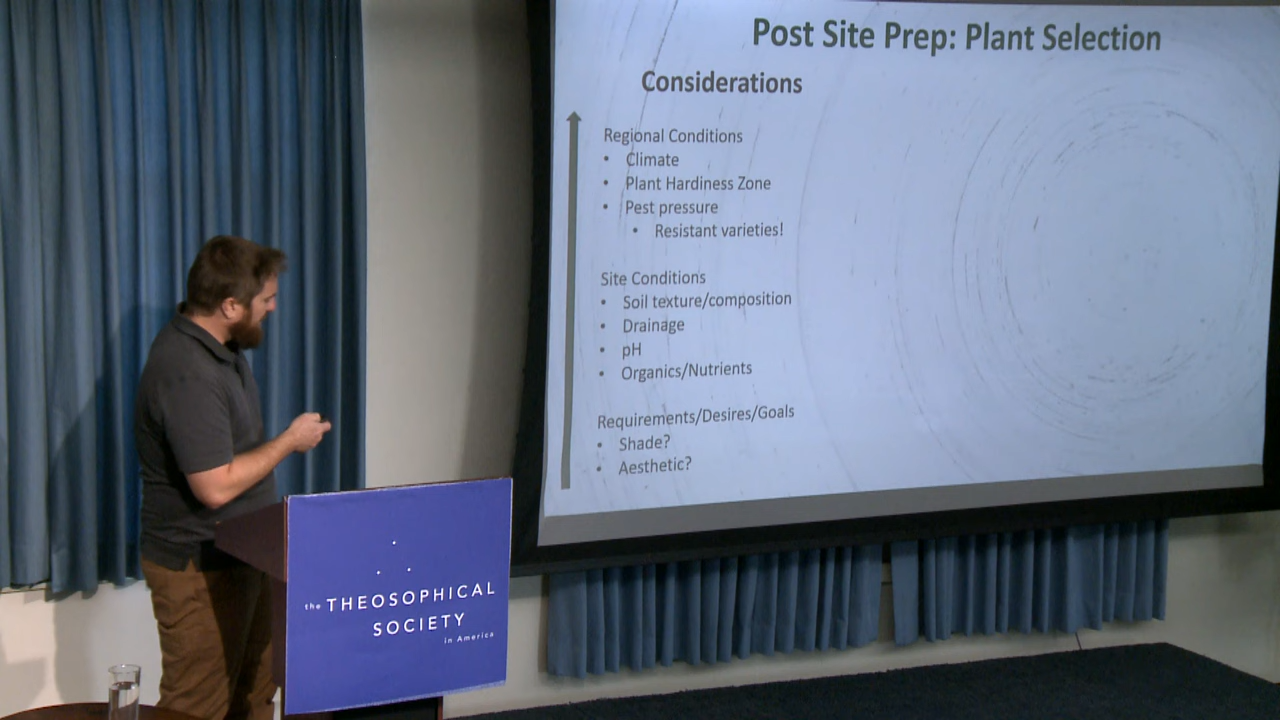 Post Site Prep: Plant Selection
Considerations
Regional Conditions
• Climate
• Plant Hardiness Zone
• Pest pressure
• Resistant varieties!
Site Conditions
• Soil texture/composition
• Drainage
• pH
• Organics/Nutrients
Requirements/Desires/Goals
• Shade?
• Aesthetic?
the THEOSOPHICAL
SOCIETY
in America